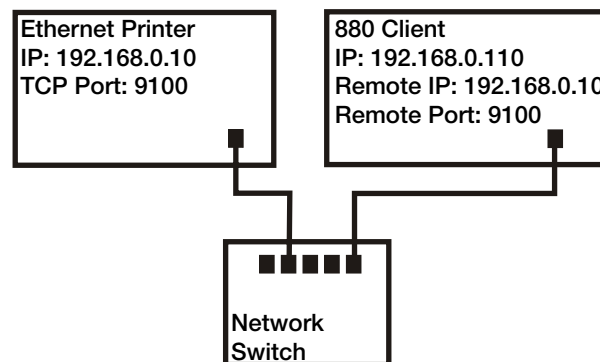 Ethernet Printer
IP: 192.168.0.10
TCP Port: 9100
880 Client
IP: 192.168.0.110
Remote IP: 192.168.0.10
Remote Port: 9100
Network
Switch